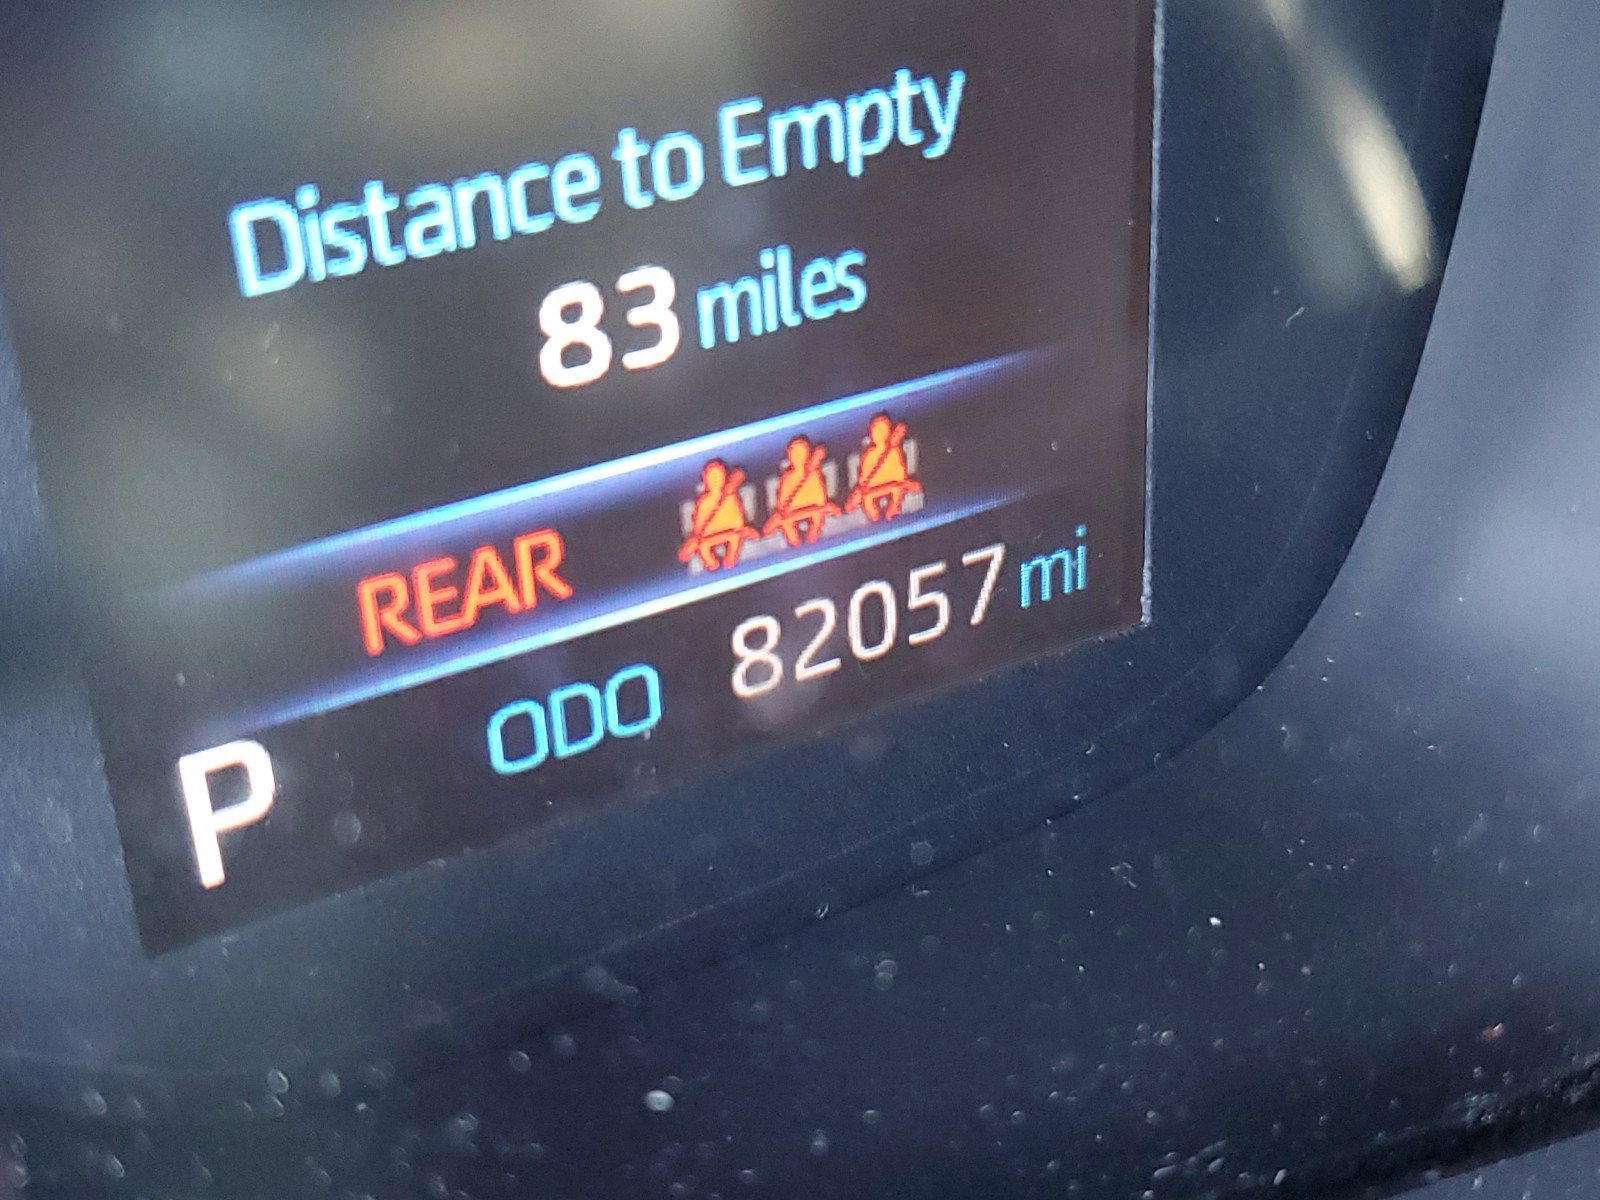 Distance to Empty
83 miles
REAR
ODO 82057 mi
P